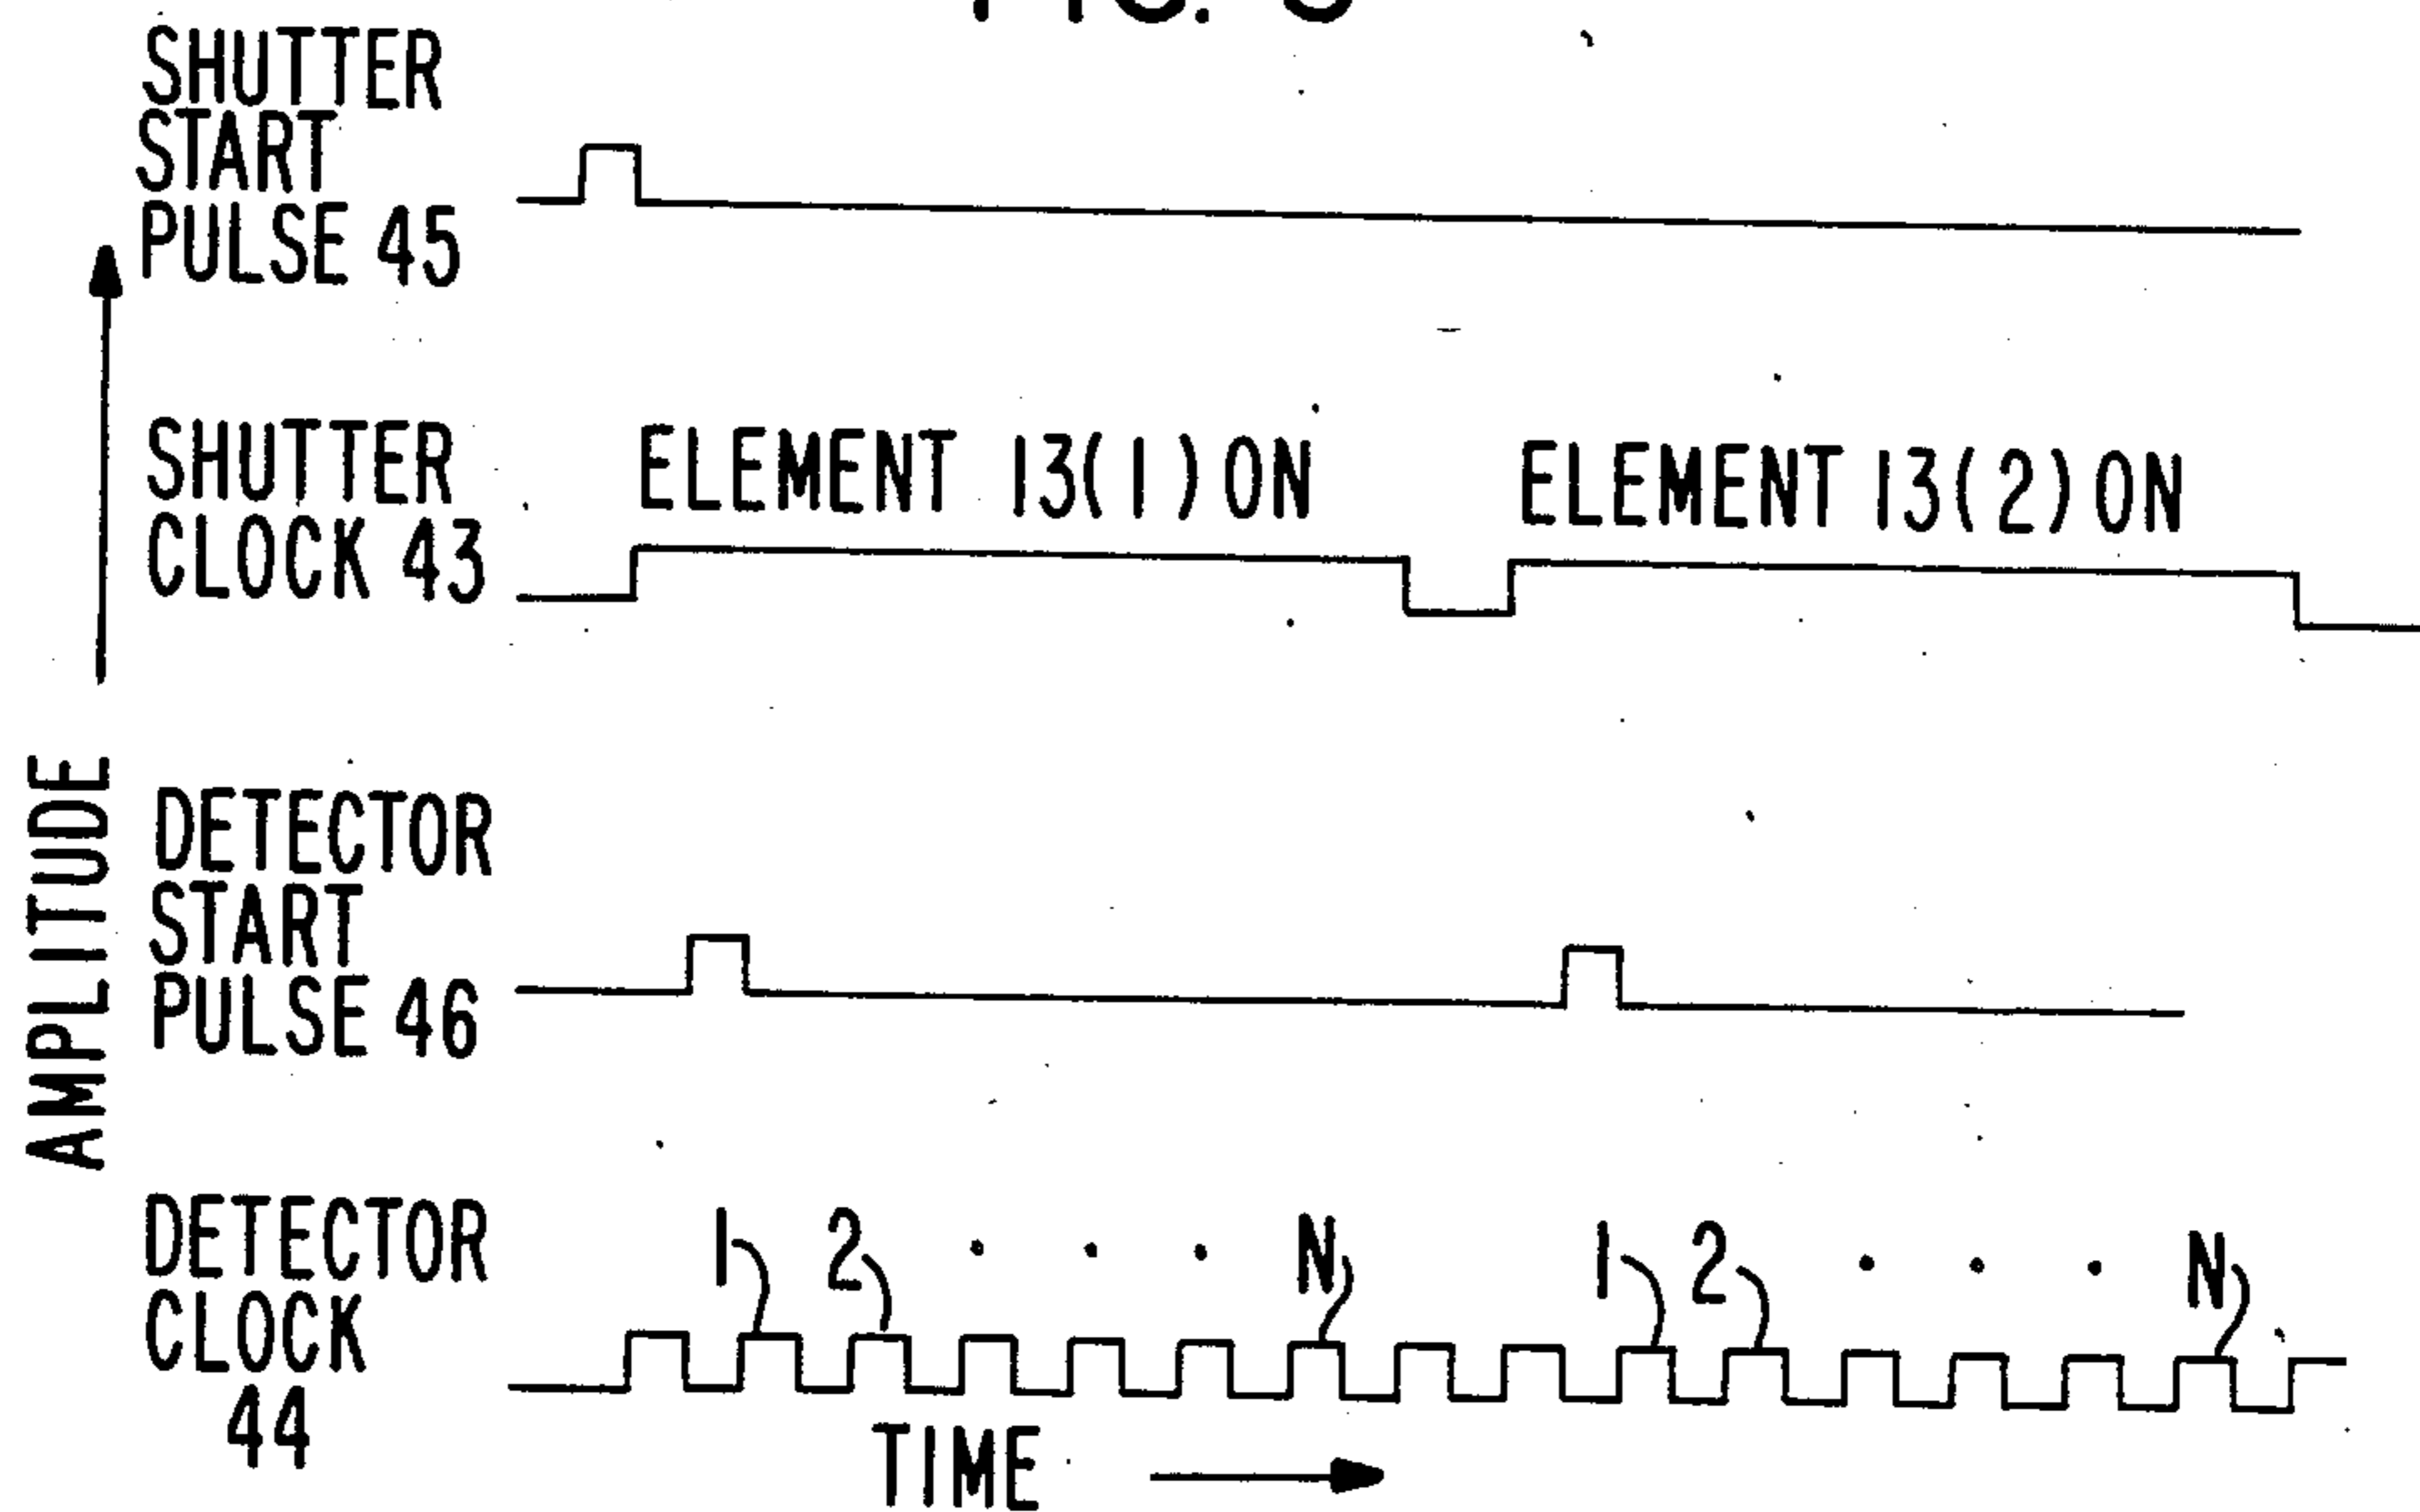 SHUTTER
START
PULSE 45
SHUTTER
CLOCK 43
ELEMENT 13(1) ON
ELEMENT 13(2) ON
AMPLITUDE
DETECTOR
START
PULSE 46
DETECTOR
CLOCK
44
1 2 . . . N 1 2 . . . N
TIME